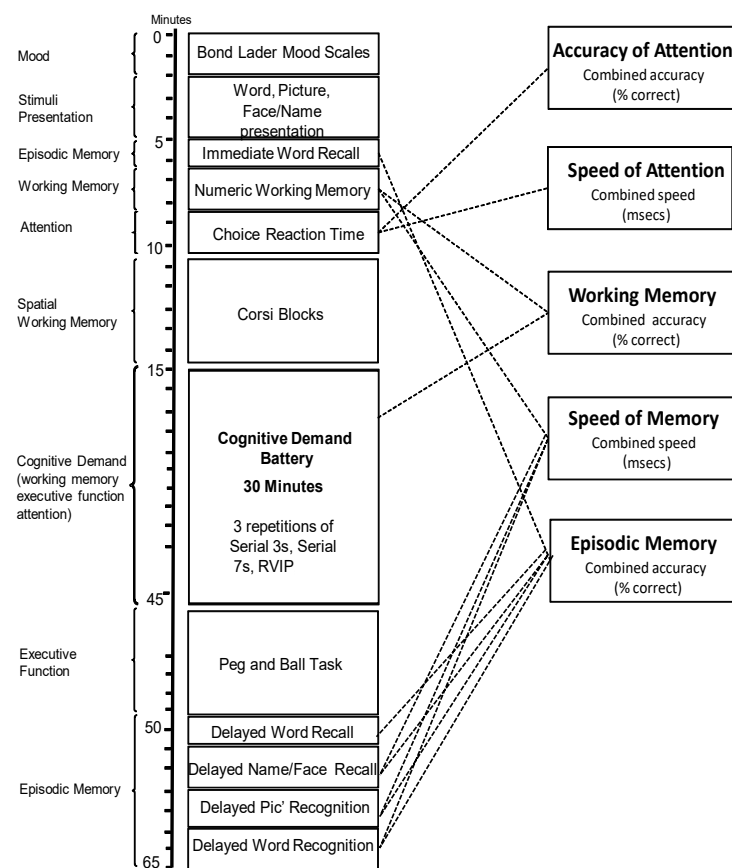 Minutes
0
Mood
Bond Lader Mood Scales
Stimuli
Presentation
Word, Picture,
Face/Name
presentation
5
Episodic Memory
Immediate Word Recall
Working Memory
Numeric Working Memory
Attention
Choice Reaction Time
10
Spatial
Working Memory
Corsi Blocks
15
Cognitive Demand
(working memory
executive function
attention)
Cognitive Demand
Battery
30 Minutes
3 repetitions of
Serial 3s, Serial
7s, RVIP
45
Executive
Function
Peg and Ball Task
50
Delayed Word Recall
Delayed Name/Face Recall
Episodic Memory
Delayed Pic' Recognition
Delayed Word Recognition
65
Accuracy of Attention
Combined accuracy
(% correct)
Speed of Attention
Combined speed
(msecs)
Working Memory
Combined accuracy
(% correct)
Speed of Memory
Combined speed
(msecs)
Episodic Memory
Combined accuracy
(% correct)